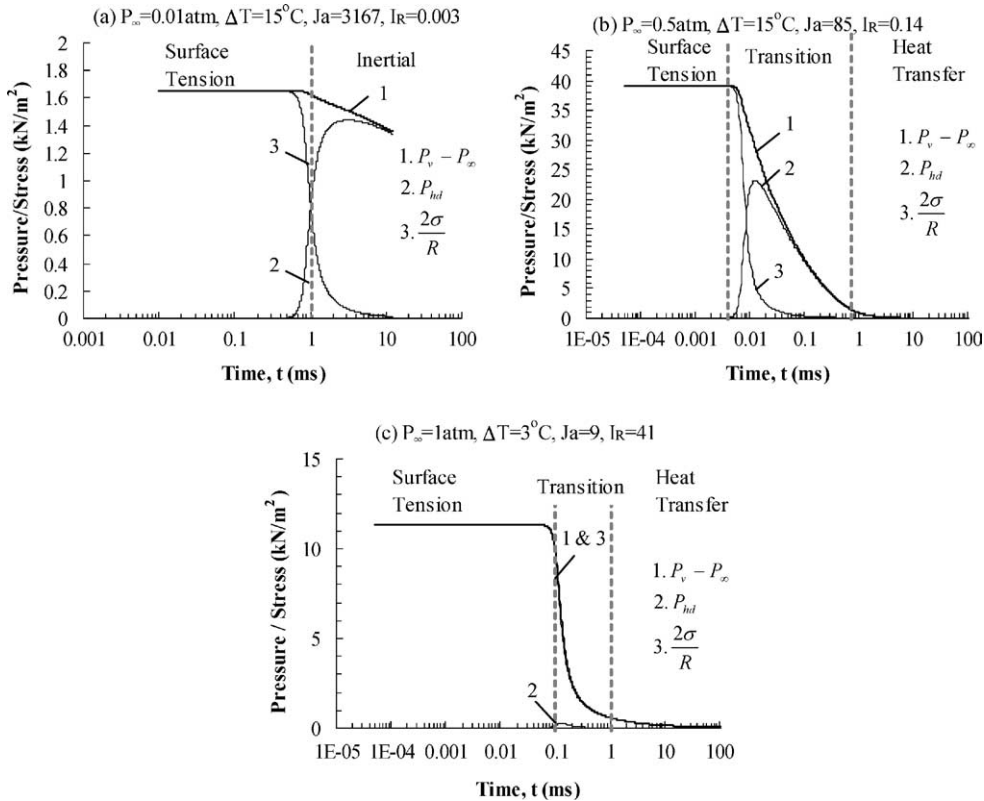 (a) P∞=0.01atm, ΔT=15°C, Ja=3167, IR=0.003
Pressure/Stress (kN/m²)
2
1.8
1.6
1.4
1.2
1
0.8
0.6
0.4
0.2
0
Surface
Tension
Inertial
1
3
2
1. Pv – P∞
2. Phd
3. 2σ/R
0.001 0.01 0.1 1 10 100
Time, t (ms)
(b) P∞=0.5atm, ΔT=15°C, Ja=85, IR=0.14
Pressure/Stress (kN/m²)
45
40
35
30
25
20
15
10
5
0
Surface
Tension
Transition
Heat
Transfer
1
2
3
1. Pv – P∞
2. Phd
3. 2σ/R
1E-05 1E-04 0.001 0.01 0.1 1 10 100
Time, t (ms)
(c) P∞=1atm, ΔT=3°C, Ja=9, IR=41
Pressure / Stress (kN/m²)
15
10
5
0
Surface
Tension
Transition
Heat
Transfer
1 & 3
2
1. Pv – P∞
2. Phd
3. 2σ/R
1E-05 1E-04 0.001 0.01 0.1 1 10 100
Time, t (ms)